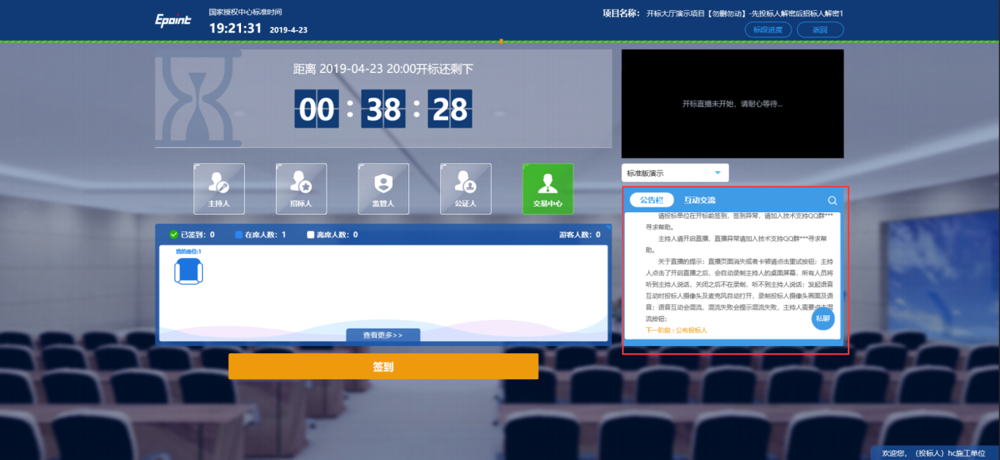 Epoint
国家授权中心标准时间
19:21:31 2019-4-23
项目名称: 开标大厅演示项目【勿删勿动】-先投标人解密后招标人解密1
标段进度 返回
距离 2019-04-23 20:00开标还剩下
00 : 38 : 28
开标直播未开始，请耐心等待...
标准版演示
主持人 招标人 监管人 公证人 交易中心
公告栏 互动交流
已签到：0 在席人数：1 离席人数：0 游客人数：0
我的座位:1
请投标单位在开标前签到，签到异常，请加入技术支持QQ群***
寻求帮助。
主持人请开启直播，直播异常请加入技术支持QQ群***寻求帮
助。
关于直播的提示：直播页面消失或者卡顿请点击重试按钮；主持
人点击了开启直播之后，会自动录制主持人的桌面屏幕，所有人员将
听到主持人说话，关闭之后不在录制，听不到主持人说话；发起语音
互动时投标人摄像头及麦克风自动打开，录制投标人摄像头画面及语
音；语音互动会混流，混流失败会提示混流失败，主持人需要点击混
流按钮；
私聊
下一阶段：公布投标人
查看更多>>
签到
欢迎您，（投标人）hc施工单位